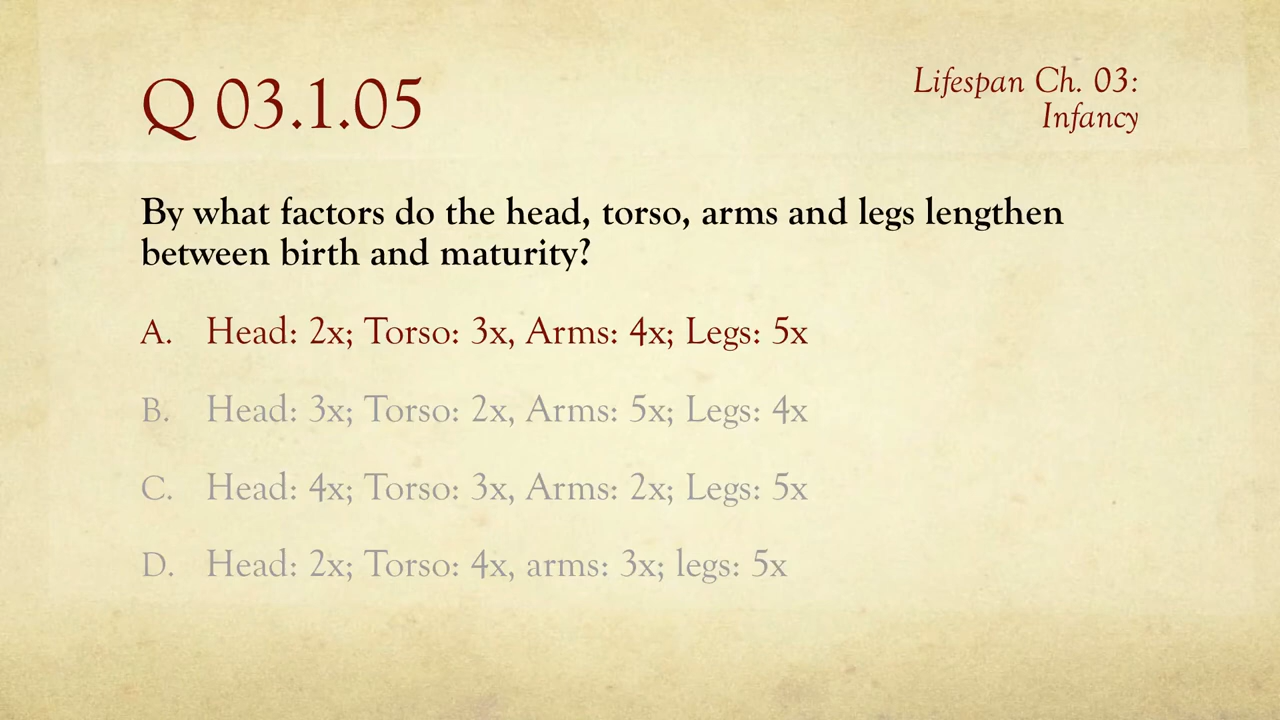 Q 03.1.05
Lifespan Ch. 03:
Infancy
By what factors do the head, torso, arms and legs lengthen
between birth and maturity?
A. Head: 2x; Torso: 3x, Arms: 4x; Legs: 5x
B. Head: 3x; Torso: 2x, Arms: 5x; Legs: 4x
C. Head: 4x; Torso: 3x, Arms: 2x; Legs: 5x
D. Head: 2x; Torso: 4x, arms: 3x; legs: 5x